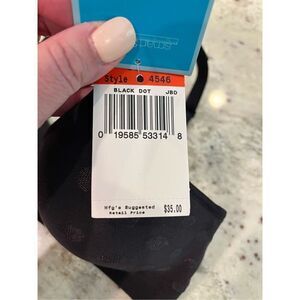 Style 4546
BLACK DOT JBD
0 19585 53314 8
Mfg's Suggested
Retail Price
$35.00